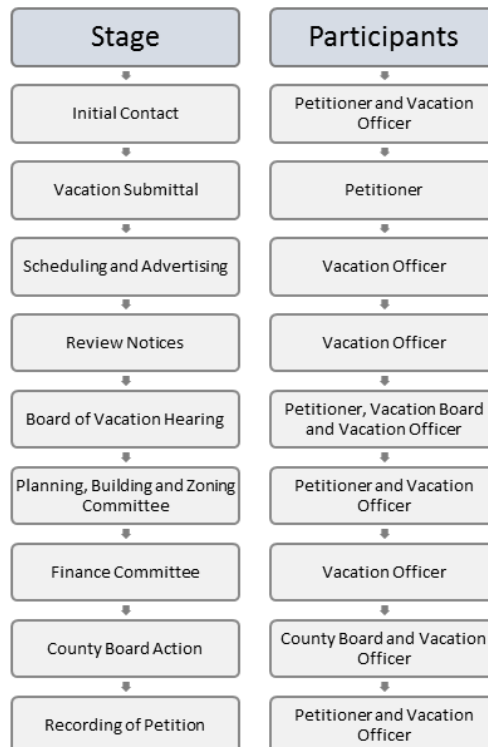 Stage
Participants
Initial Contact
Petitioner and Vacation
Officer
Vacation Submittal
Petitioner
Scheduling and Advertising
Vacation Officer
Review Notices
Vacation Officer
Board of Vacation Hearing
Petitioner, Vacation Board
and Vacation Officer
Planning, Building and Zoning
Committee
Petitioner and Vacation
Officer
Finance Committee
Vacation Officer
County Board Action
County Board and Vacation
Officer
Recording of Petition
Petitioner and Vacation
Officer